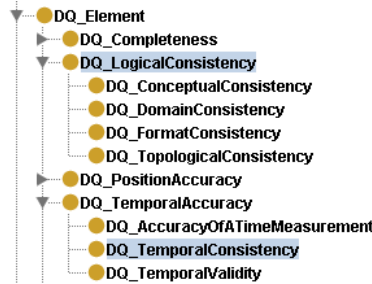 DQ_Element
DQ_Completeness
DQ_LogicalConsistency
DQ_ConceptualConsistency
DQ_DomainConsistency
DQ_FormatConsistency
DQ_TopologicalConsistency
DQ_PositionAccuracy
DQ_TemporalAccuracy
DQ_AccuracyOfATimeMeasurement
DQ_TemporalConsistency
DQ_TemporalValidity